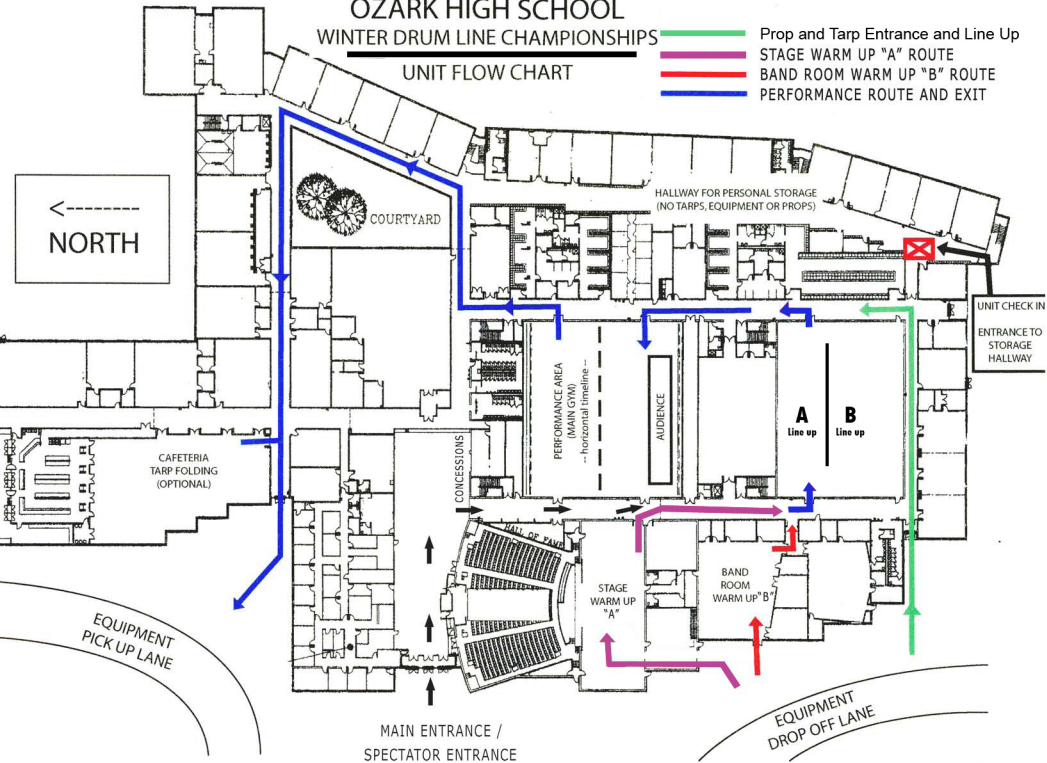 OZARK HIGH SCHOOL
WINTER DRUM LINE CHAMPIONSHIPS
UNIT FLOW CHART
Prop and Tarp Entrance and Line Up
STAGE WARM UP “A” ROUTE
BAND ROOM WARM UP “B” ROUTE
PERFORMANCE ROUTE AND EXIT
NORTH
COURTYARD
HALLWAY FOR PERSONAL STORAGE
(NO TARPS, EQUIPMENT OR PROPS)
UNIT CHECK IN
ENTRANCE TO
STORAGE
HALLWAY
PERFORMANCE AREA
(MAIN GYM)
-- horizontal timeline --
AUDIENCE
A
Line up
B
Line up
CAFETERIA
TARP FOLDING
(OPTIONAL)
CONCESSIONS
HALL OF FAME
STAGE
WARM UP
“A”
BAND
ROOM
WARM UP“B”
EQUIPMENT
PICK UP LANE
EQUIPMENT
DROP OFF LANE
MAIN ENTRANCE /
SPECTATOR ENTRANCE